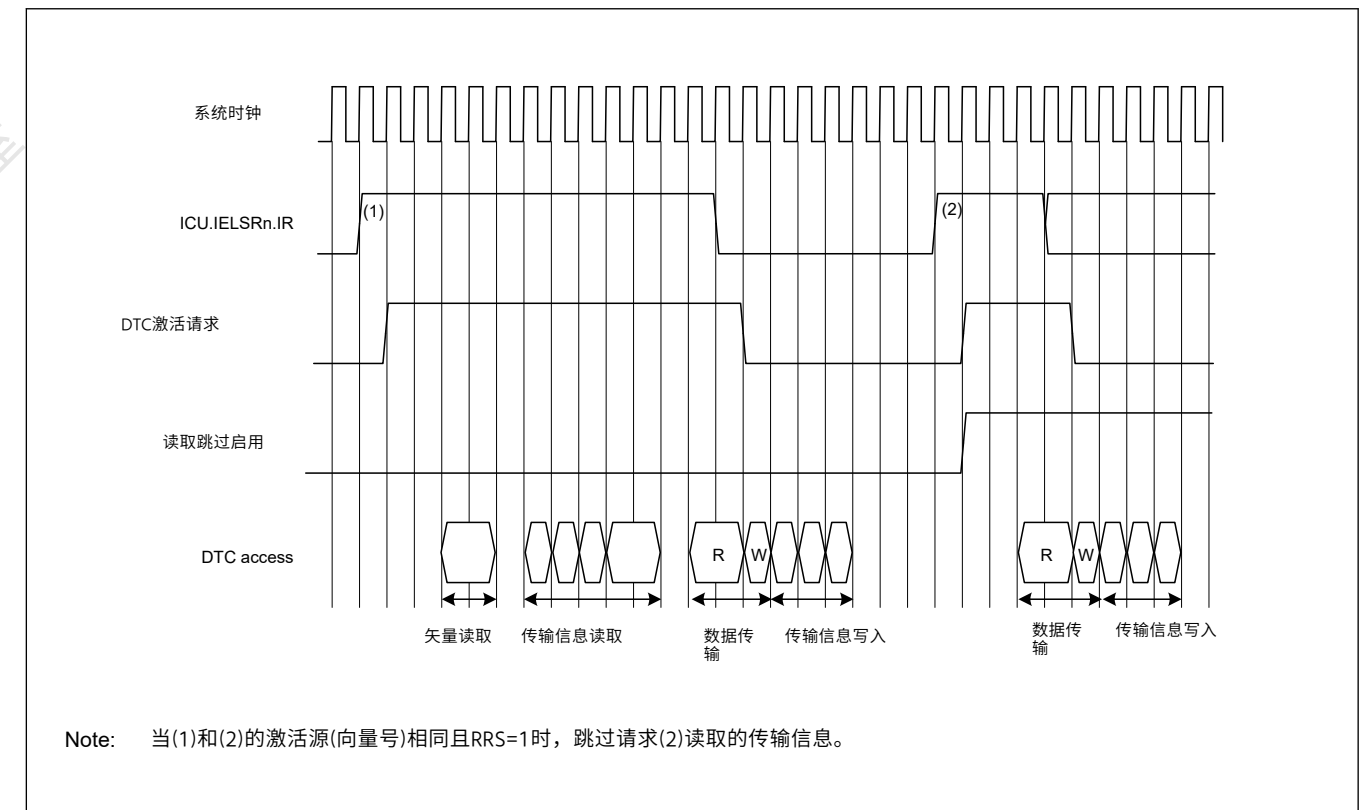 系统时钟
ICU.IELSRn.IR
(1)
(2)
DTC激活请求
读取跳过启用
DTC access
R
W
R
W
矢量读取
传输信息读取
数据传
输
传输信息写入
数据传
输
传输信息写入
Note: 当(1)和(2)的激活源(向量号)相同且RRS=1时，跳过请求(2)读取的传输信息。